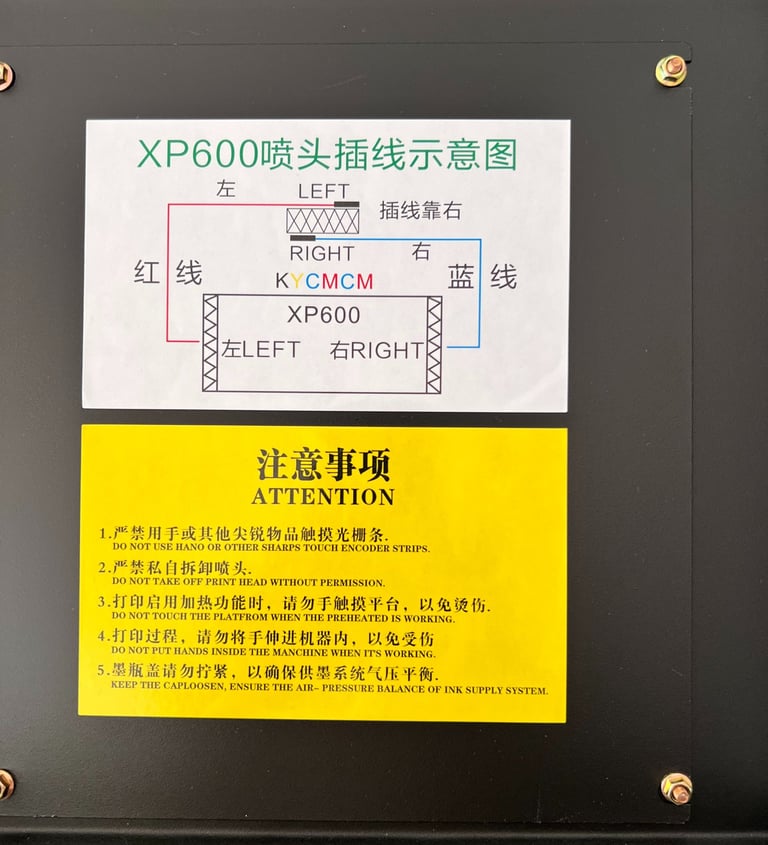 XP600喷头插线示意图
左 LEFT
插线靠右
RIGHT 右
红线 蓝线
KYCMCM
XP600
左LEFT 右RIGHT
注意事项
ATTENTION
1.严禁用手或其他尖锐物品触摸光栅条.
DO NOT USE HANO OR OTHER SHARPS TOUCH ENCODER STRIPS.
2.严禁私自拆卸喷头.
DO NOT TAKE OFF PRINT HEAD WITHOUT PERMISSION.
3.打印启用加热功能时，请勿手触摸平台，以免烫伤.
DO NOT TOUCH THE PLATFROM WHEN THE PREHEATED IS WORKING.
4.打印过程，请勿将手伸进机器内，以免受伤
DO NOT PUT HANDS INSIDE THE MANCHINE WHEN IT'S WORKING.
5.墨瓶盖请勿拧紧，以确保供墨系统气压平衡.
KEEP THE CAPLOOSEN, ENSURE THE AIR- PRESSURE BALANCE OF INK SUPPLY SYSTEM.